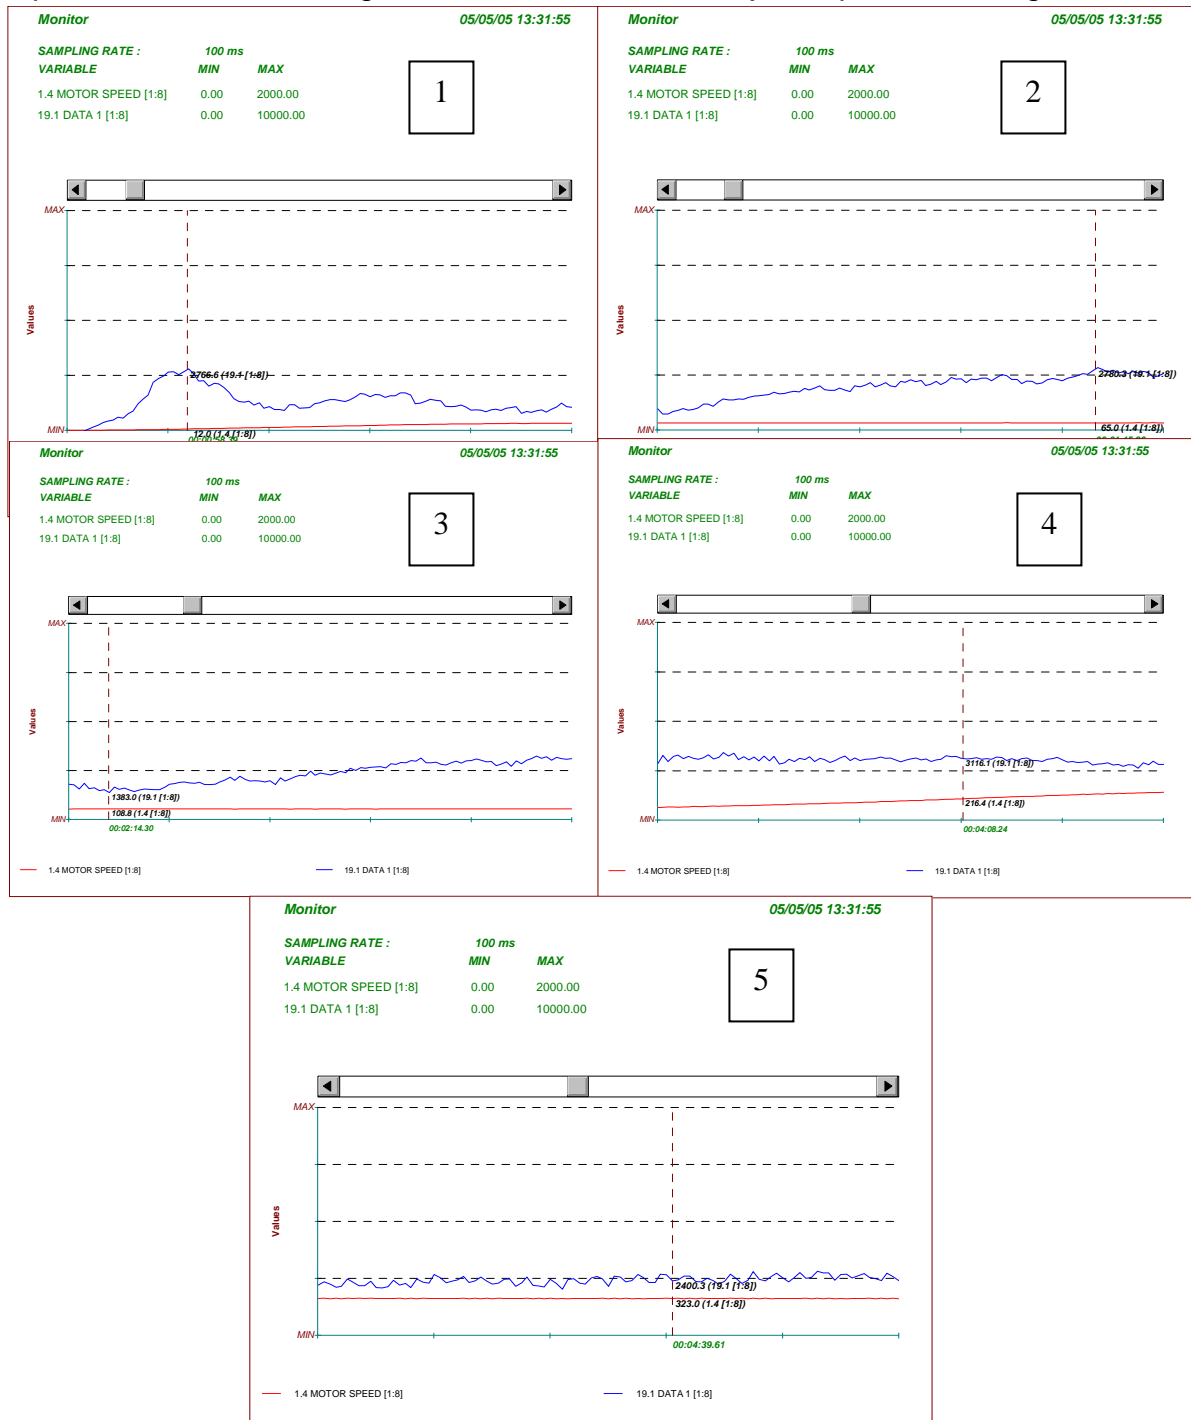 Monitor 05/05/05 13:31:55
SAMPLING RATE : 100 ms
VARIABLE MIN MAX
1.4 MOTOR SPEED [1:8] 0.00 2000.00
19.1 DATA 1 [1:8] 0.00 10000.00
1
MAX
Values
2766.6 (19.1 [1:8])
MIN
12.0 (1.4 [1:8])
00:00:58.39
Monitor 05/05/05 13:31:55
SAMPLING RATE : 100 ms
VARIABLE MIN MAX
1.4 MOTOR SPEED [1:8] 0.00 2000.00
19.1 DATA 1 [1:8] 0.00 10000.00
2
MAX
Values
2780.3 (19.1 [1:8])
MIN
65.0 (1.4 [1:8])
Monitor 05/05/05 13:31:55
SAMPLING RATE : 100 ms
VARIABLE MIN MAX
1.4 MOTOR SPEED [1:8] 0.00 2000.00
19.1 DATA 1 [1:8] 0.00 10000.00
3
MAX
Values
1383.0 (19.1 [1:8])
108.8 (1.4 [1:8])
MIN
00:02:14.30
1.4 MOTOR SPEED [1:8] 19.1 DATA 1 [1:8]
Monitor 05/05/05 13:31:55
SAMPLING RATE : 100 ms
VARIABLE MIN MAX
1.4 MOTOR SPEED [1:8] 0.00 2000.00
19.1 DATA 1 [1:8] 0.00 10000.00
4
MAX
Values
3116.1 (19.1 [1:8])
216.4 (1.4 [1:8])
MIN
00:04:08.24
1.4 MOTOR SPEED [1:8] 19.1 DATA 1 [1:8]
Monitor 05/05/05 13:31:55
SAMPLING RATE : 100 ms
VARIABLE MIN MAX
1.4 MOTOR SPEED [1:8] 0.00 2000.00
19.1 DATA 1 [1:8] 0.00 10000.00
5
MAX
Values
2400.3 (19.1 [1:8])
323.0 (1.4 [1:8])
MIN
00:04:39.61
1.4 MOTOR SPEED [1:8] 19.1 DATA 1 [1:8]